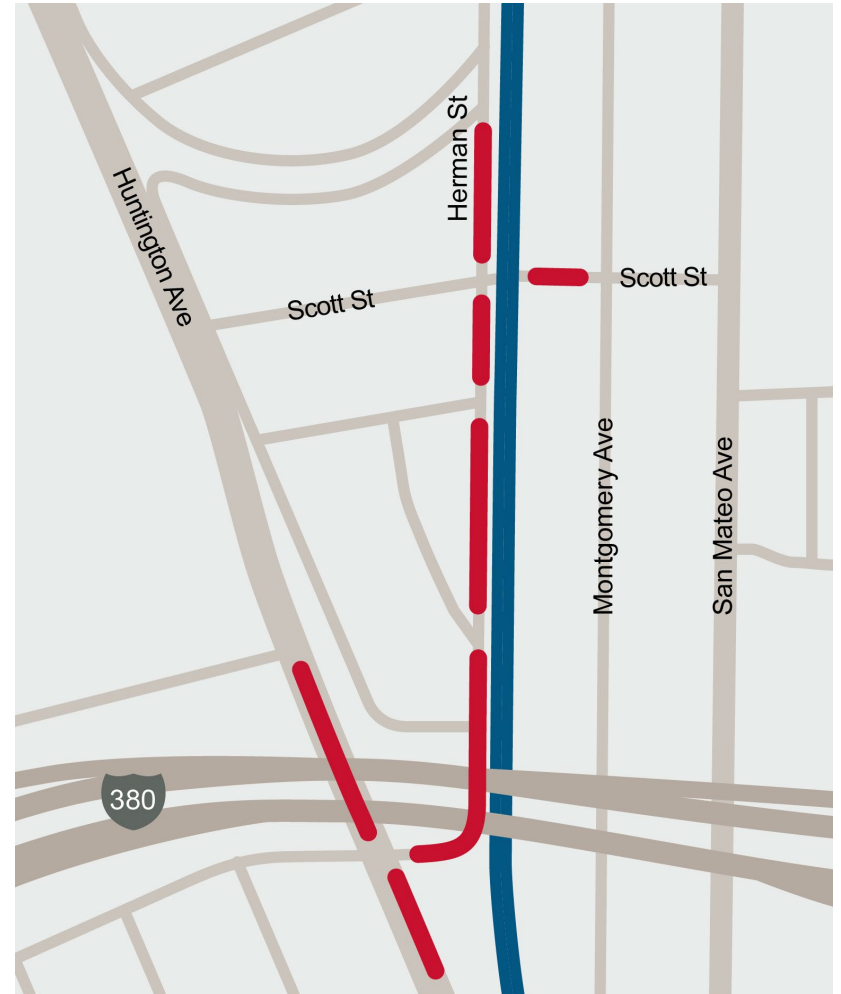 Herman St
Huntington Ave
Scott St
Scott St
Montgomery Ave
San Mateo Ave
380